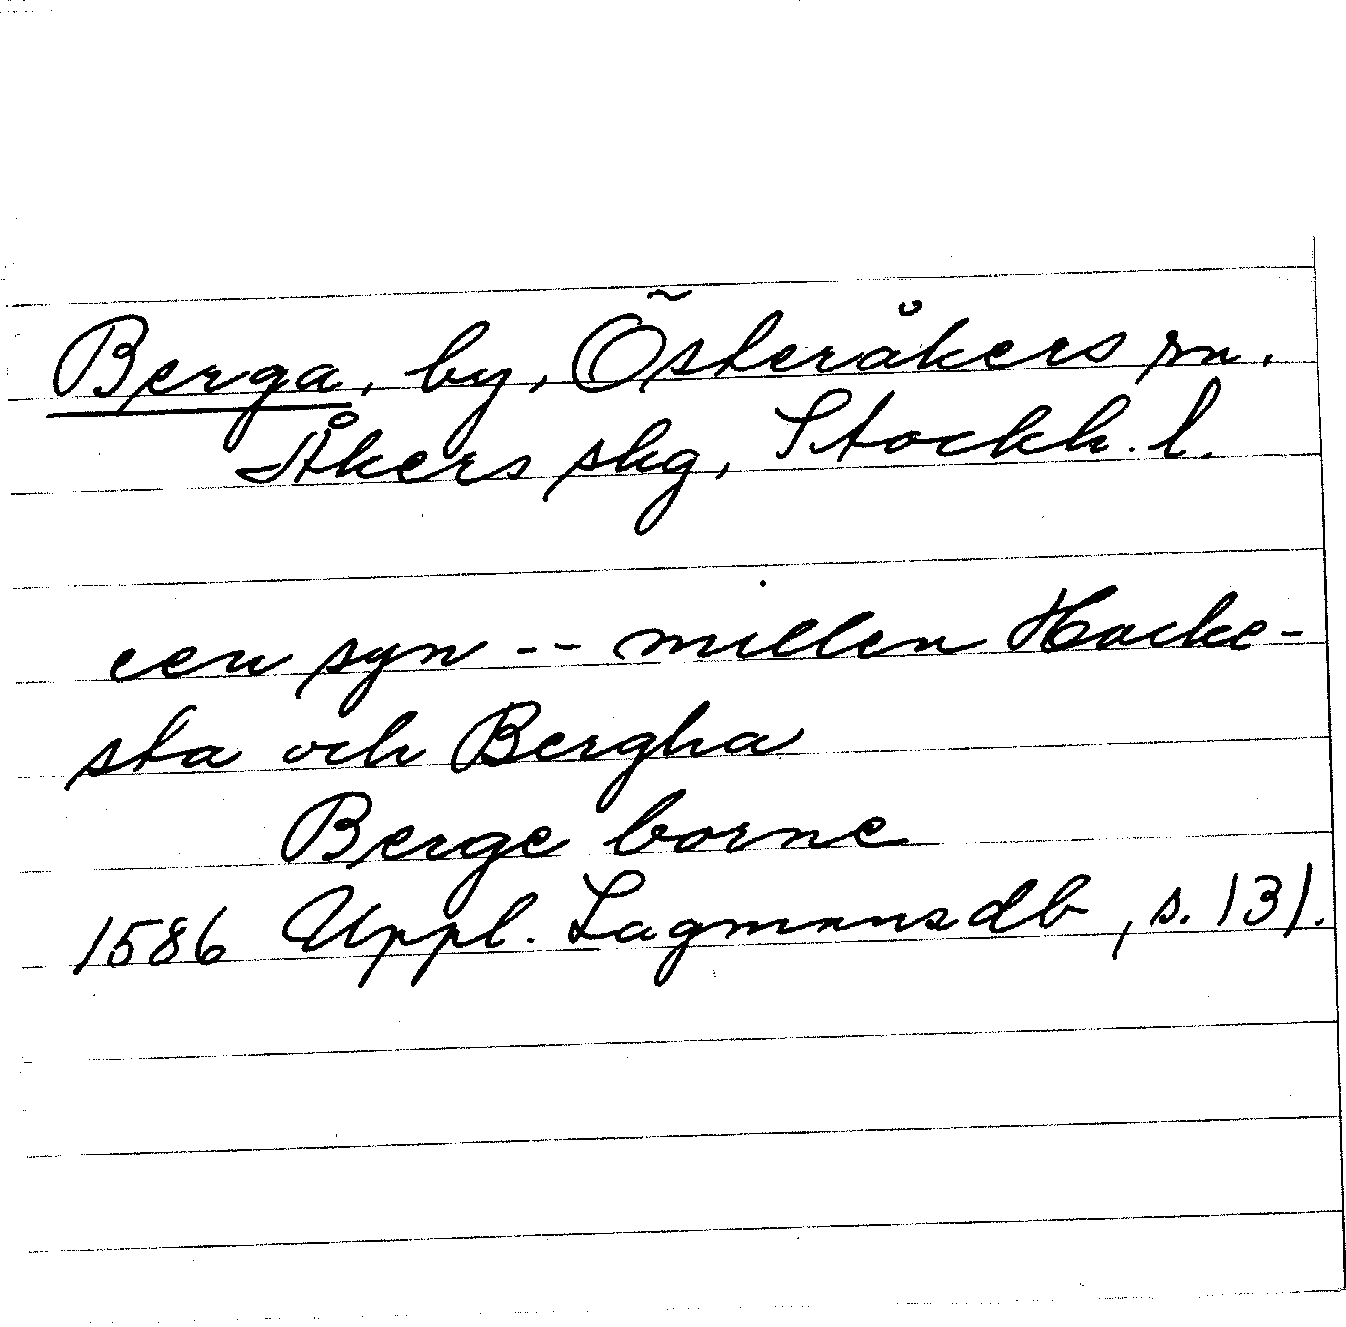 Berga, by, Österåkers sn.
Åkers skg, Stockh. l.
een syn -- millen Hacke-
sta och Bergha
Berge borne
1586 Uppl. Lagmansdb, s. 131.